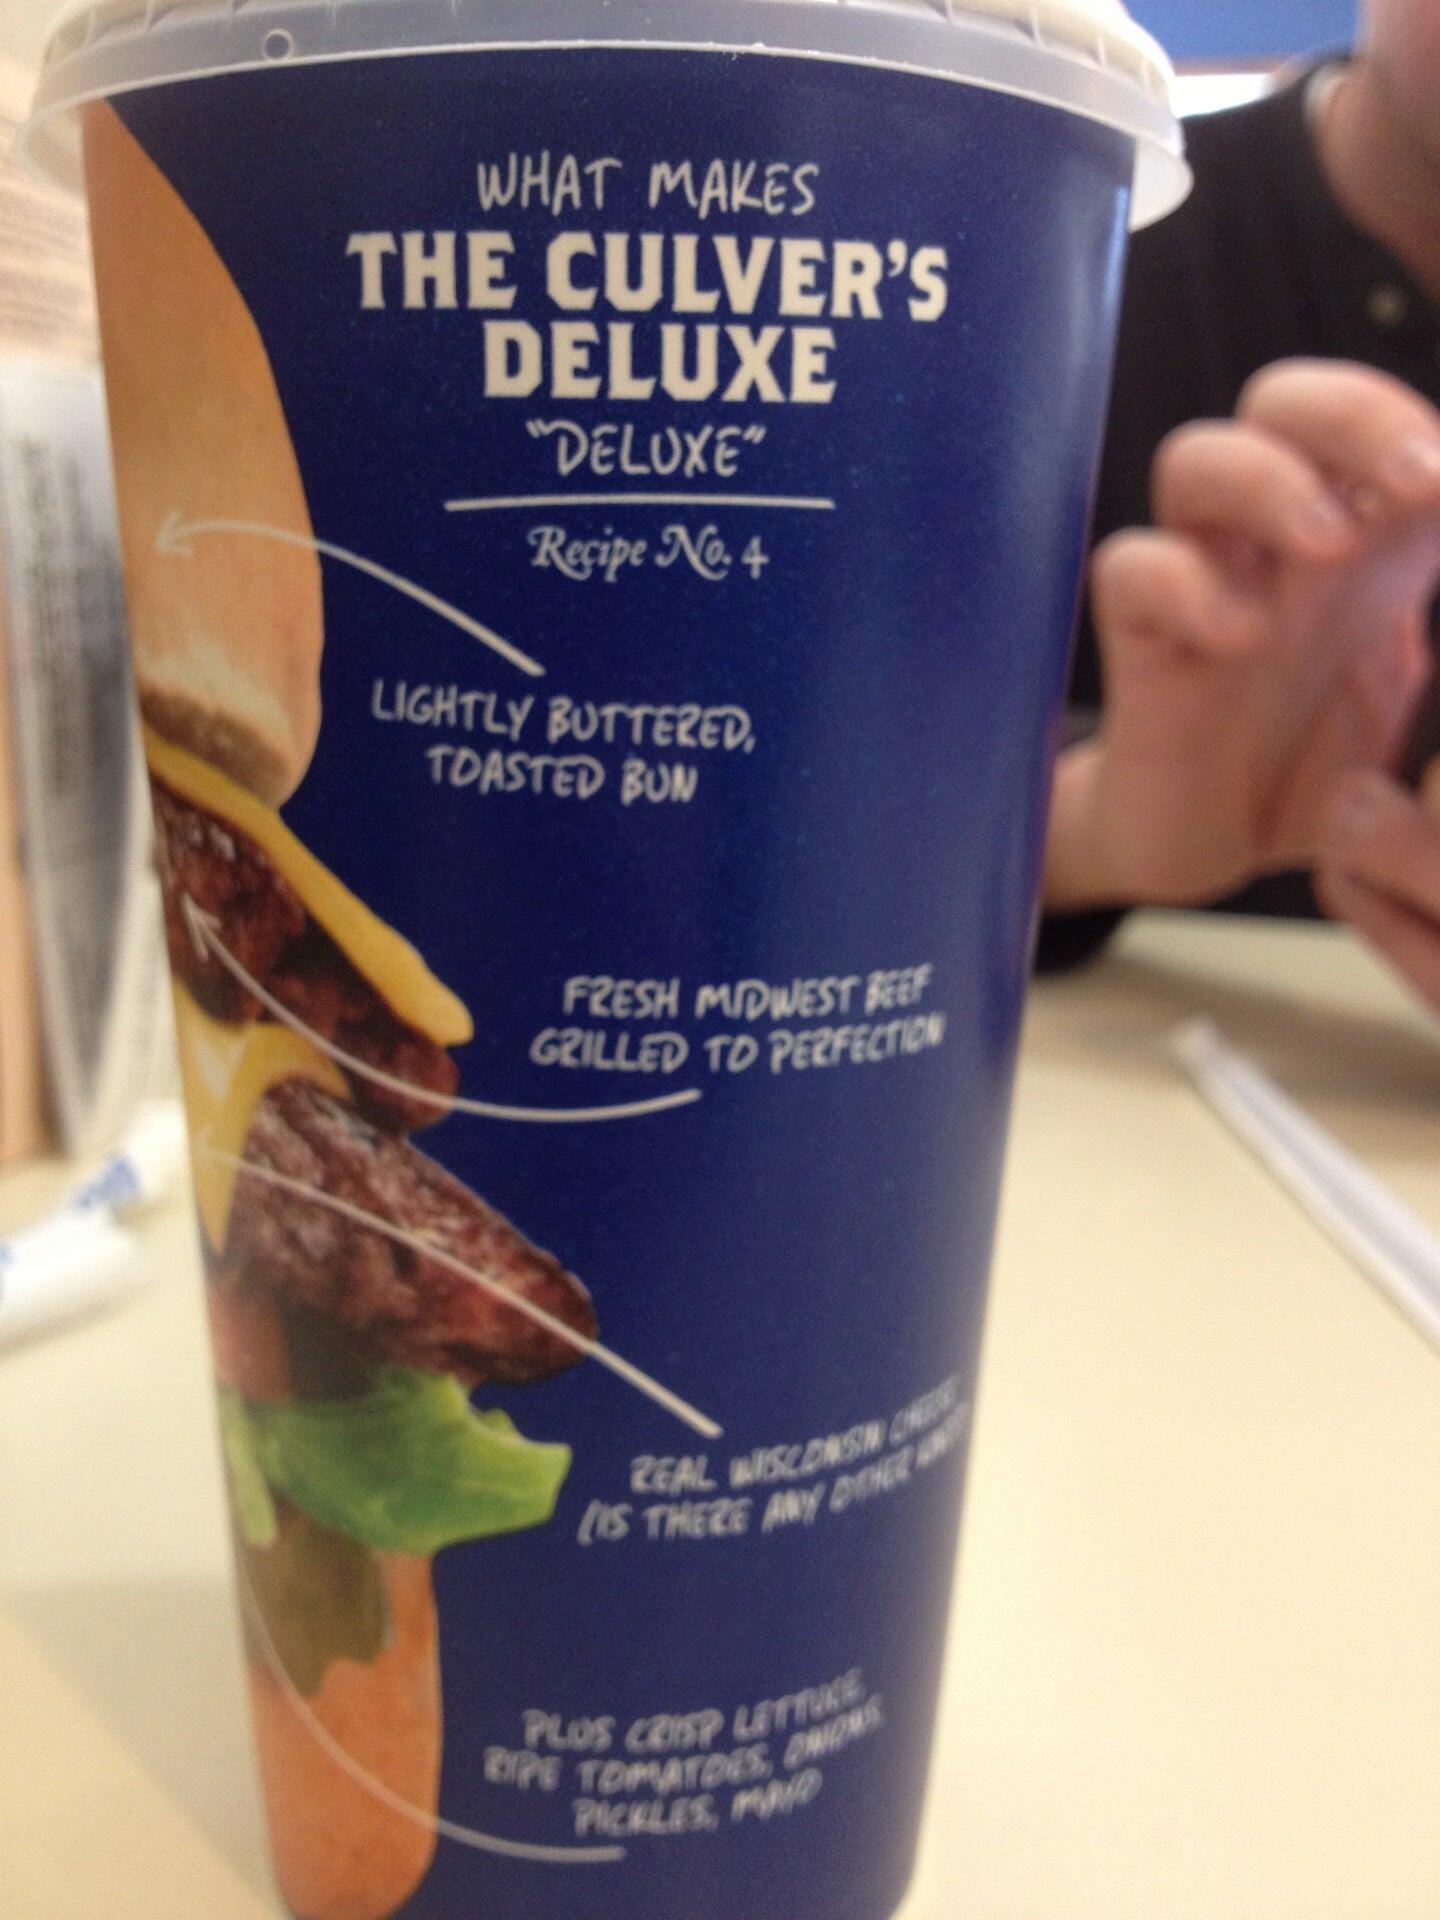 WHAT MAKES
THE CULVER'S
DELUXE
"DELUXE"
Recipe No. 4
LIGHTLY BUTTERED,
TOASTED BUN
FRESH MIDWEST BEEF
GRILLED TO PERFECTION
REAL WISCONSIN CHEESE
(IS THERE ANY OTHER KIND?)
PLUS CRISP LETTUCE,
RIPE TOMATOES, ONIONS,
PICKLES, MAYO